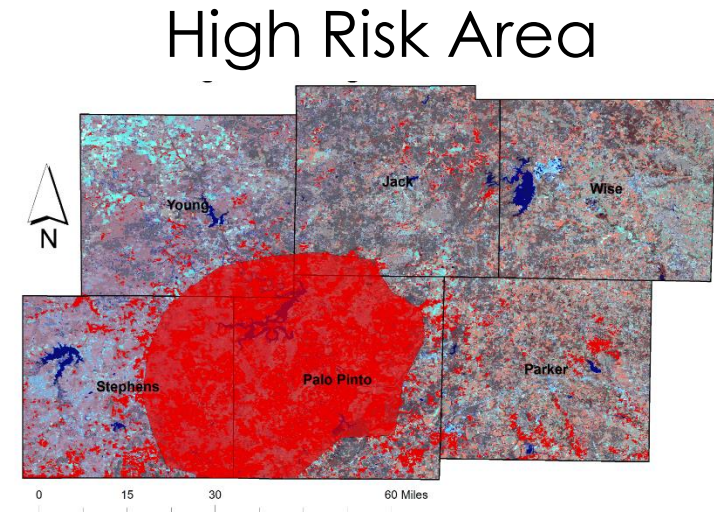 High Risk Area
Jack
Wise
Young
N
Parker
Palo Pinto
Stephens
0 15 30 60 Miles